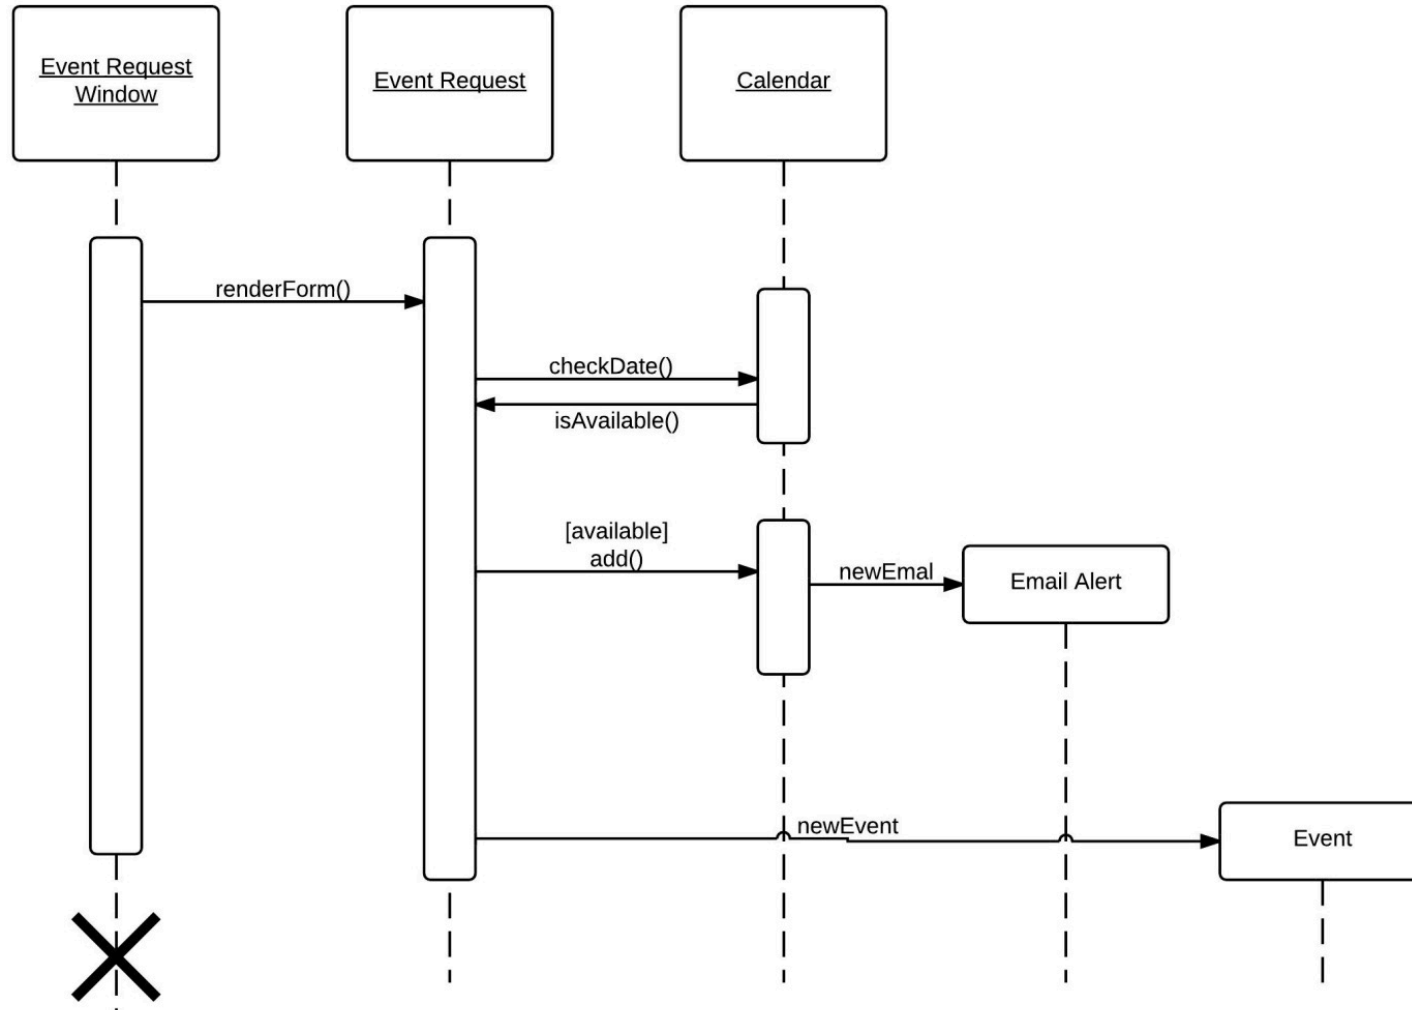 Event Request
Window
Event Request
Calendar
renderForm()
checkDate()
isAvailable()
[available]
add()
newEmal
Email Alert
newEvent
Event